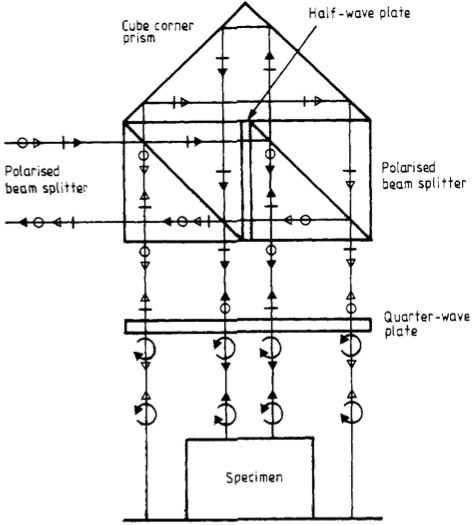 Cube corner
prism
Half-wave plate
Polarised
beam splitter
Polarised
beam splitter
Quarter-wave
plate
Specimen